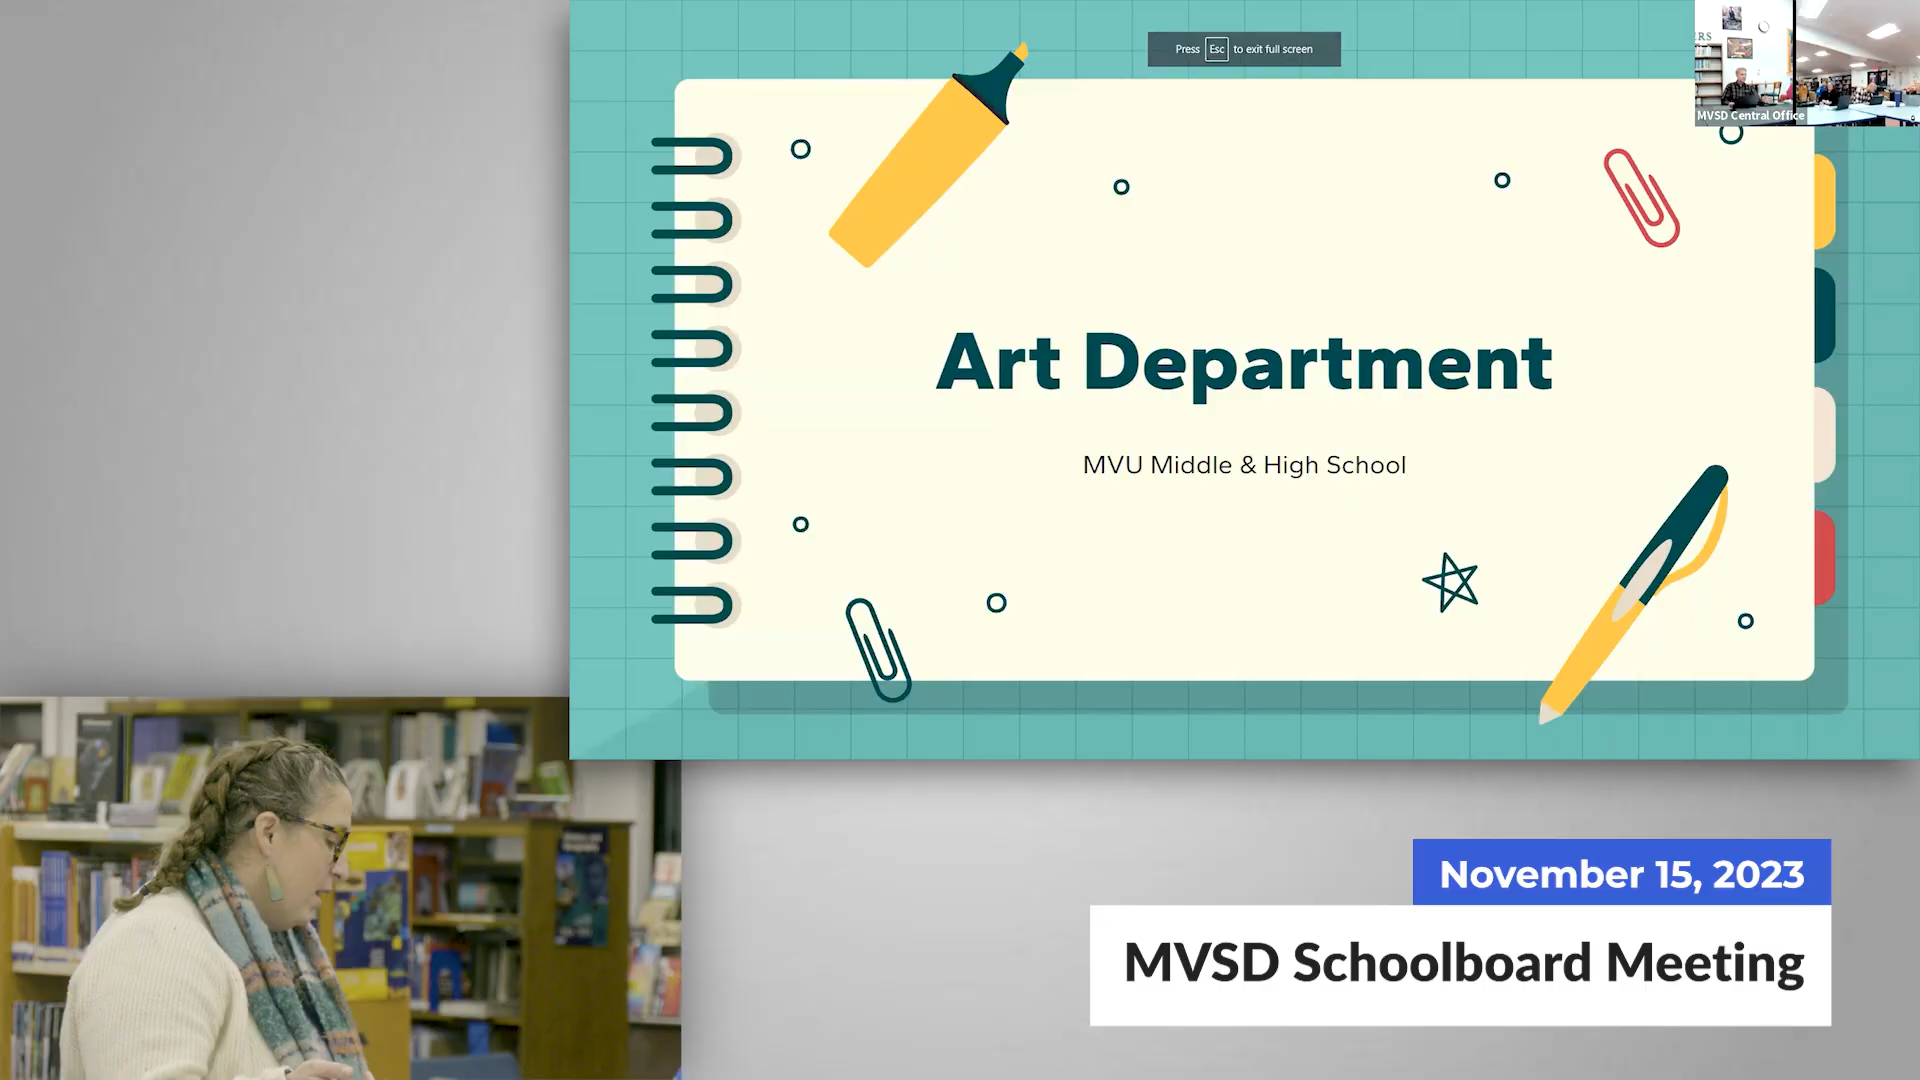 Press Esc to exit full screen
RS
MVSD Central Office
Art Department
MVU Middle & High School
November 15, 2023
MVSD Schoolboard Meeting